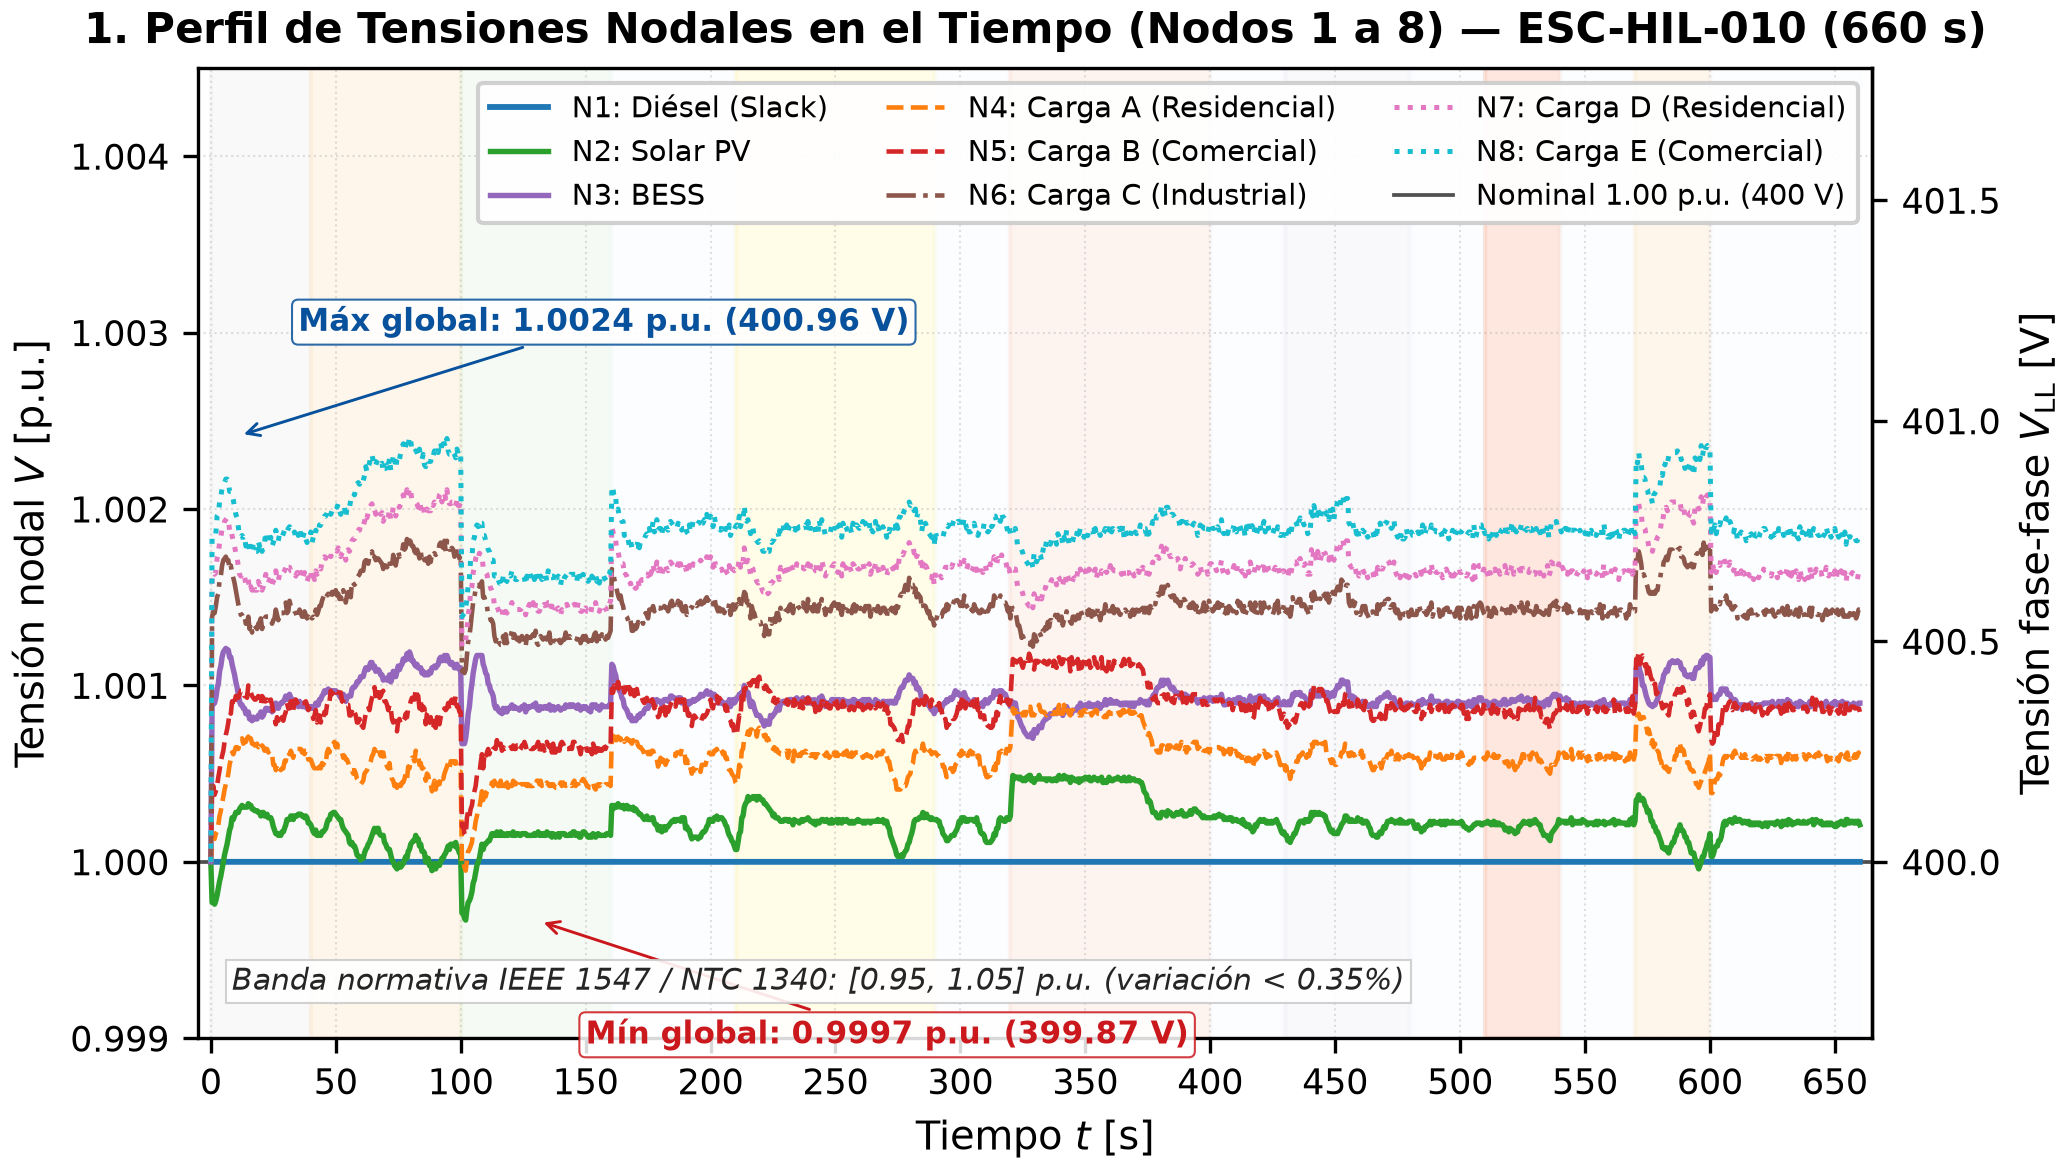 1. Perfil de Tensiones Nodales en el Tiempo (Nodos 1 a 8) — ESC-HIL-010 (660 s)
N1: Diésel (Slack)
N2: Solar PV
N3: BESS
N4: Carga A (Residencial)
N5: Carga B (Comercial)
N6: Carga C (Industrial)
N7: Carga D (Residencial)
N8: Carga E (Comercial)
Nominal 1.00 p.u. (400 V)
Tensión nodal V [p.u.]
1.004
1.003
1.002
1.001
1.000
0.999
Máx global: 1.0024 p.u. (400.96 V)
Banda normativa IEEE 1547 / NTC 1340: [0.95, 1.05] p.u. (variación < 0.35%)
Mín global: 0.9997 p.u. (399.87 V)
401.5
401.0
400.5
400.0
Tensión fase-fase VLL [V]
0 50 100 150 200 250 300 350 400 450 500 550 600 650
Tiempo t [s]